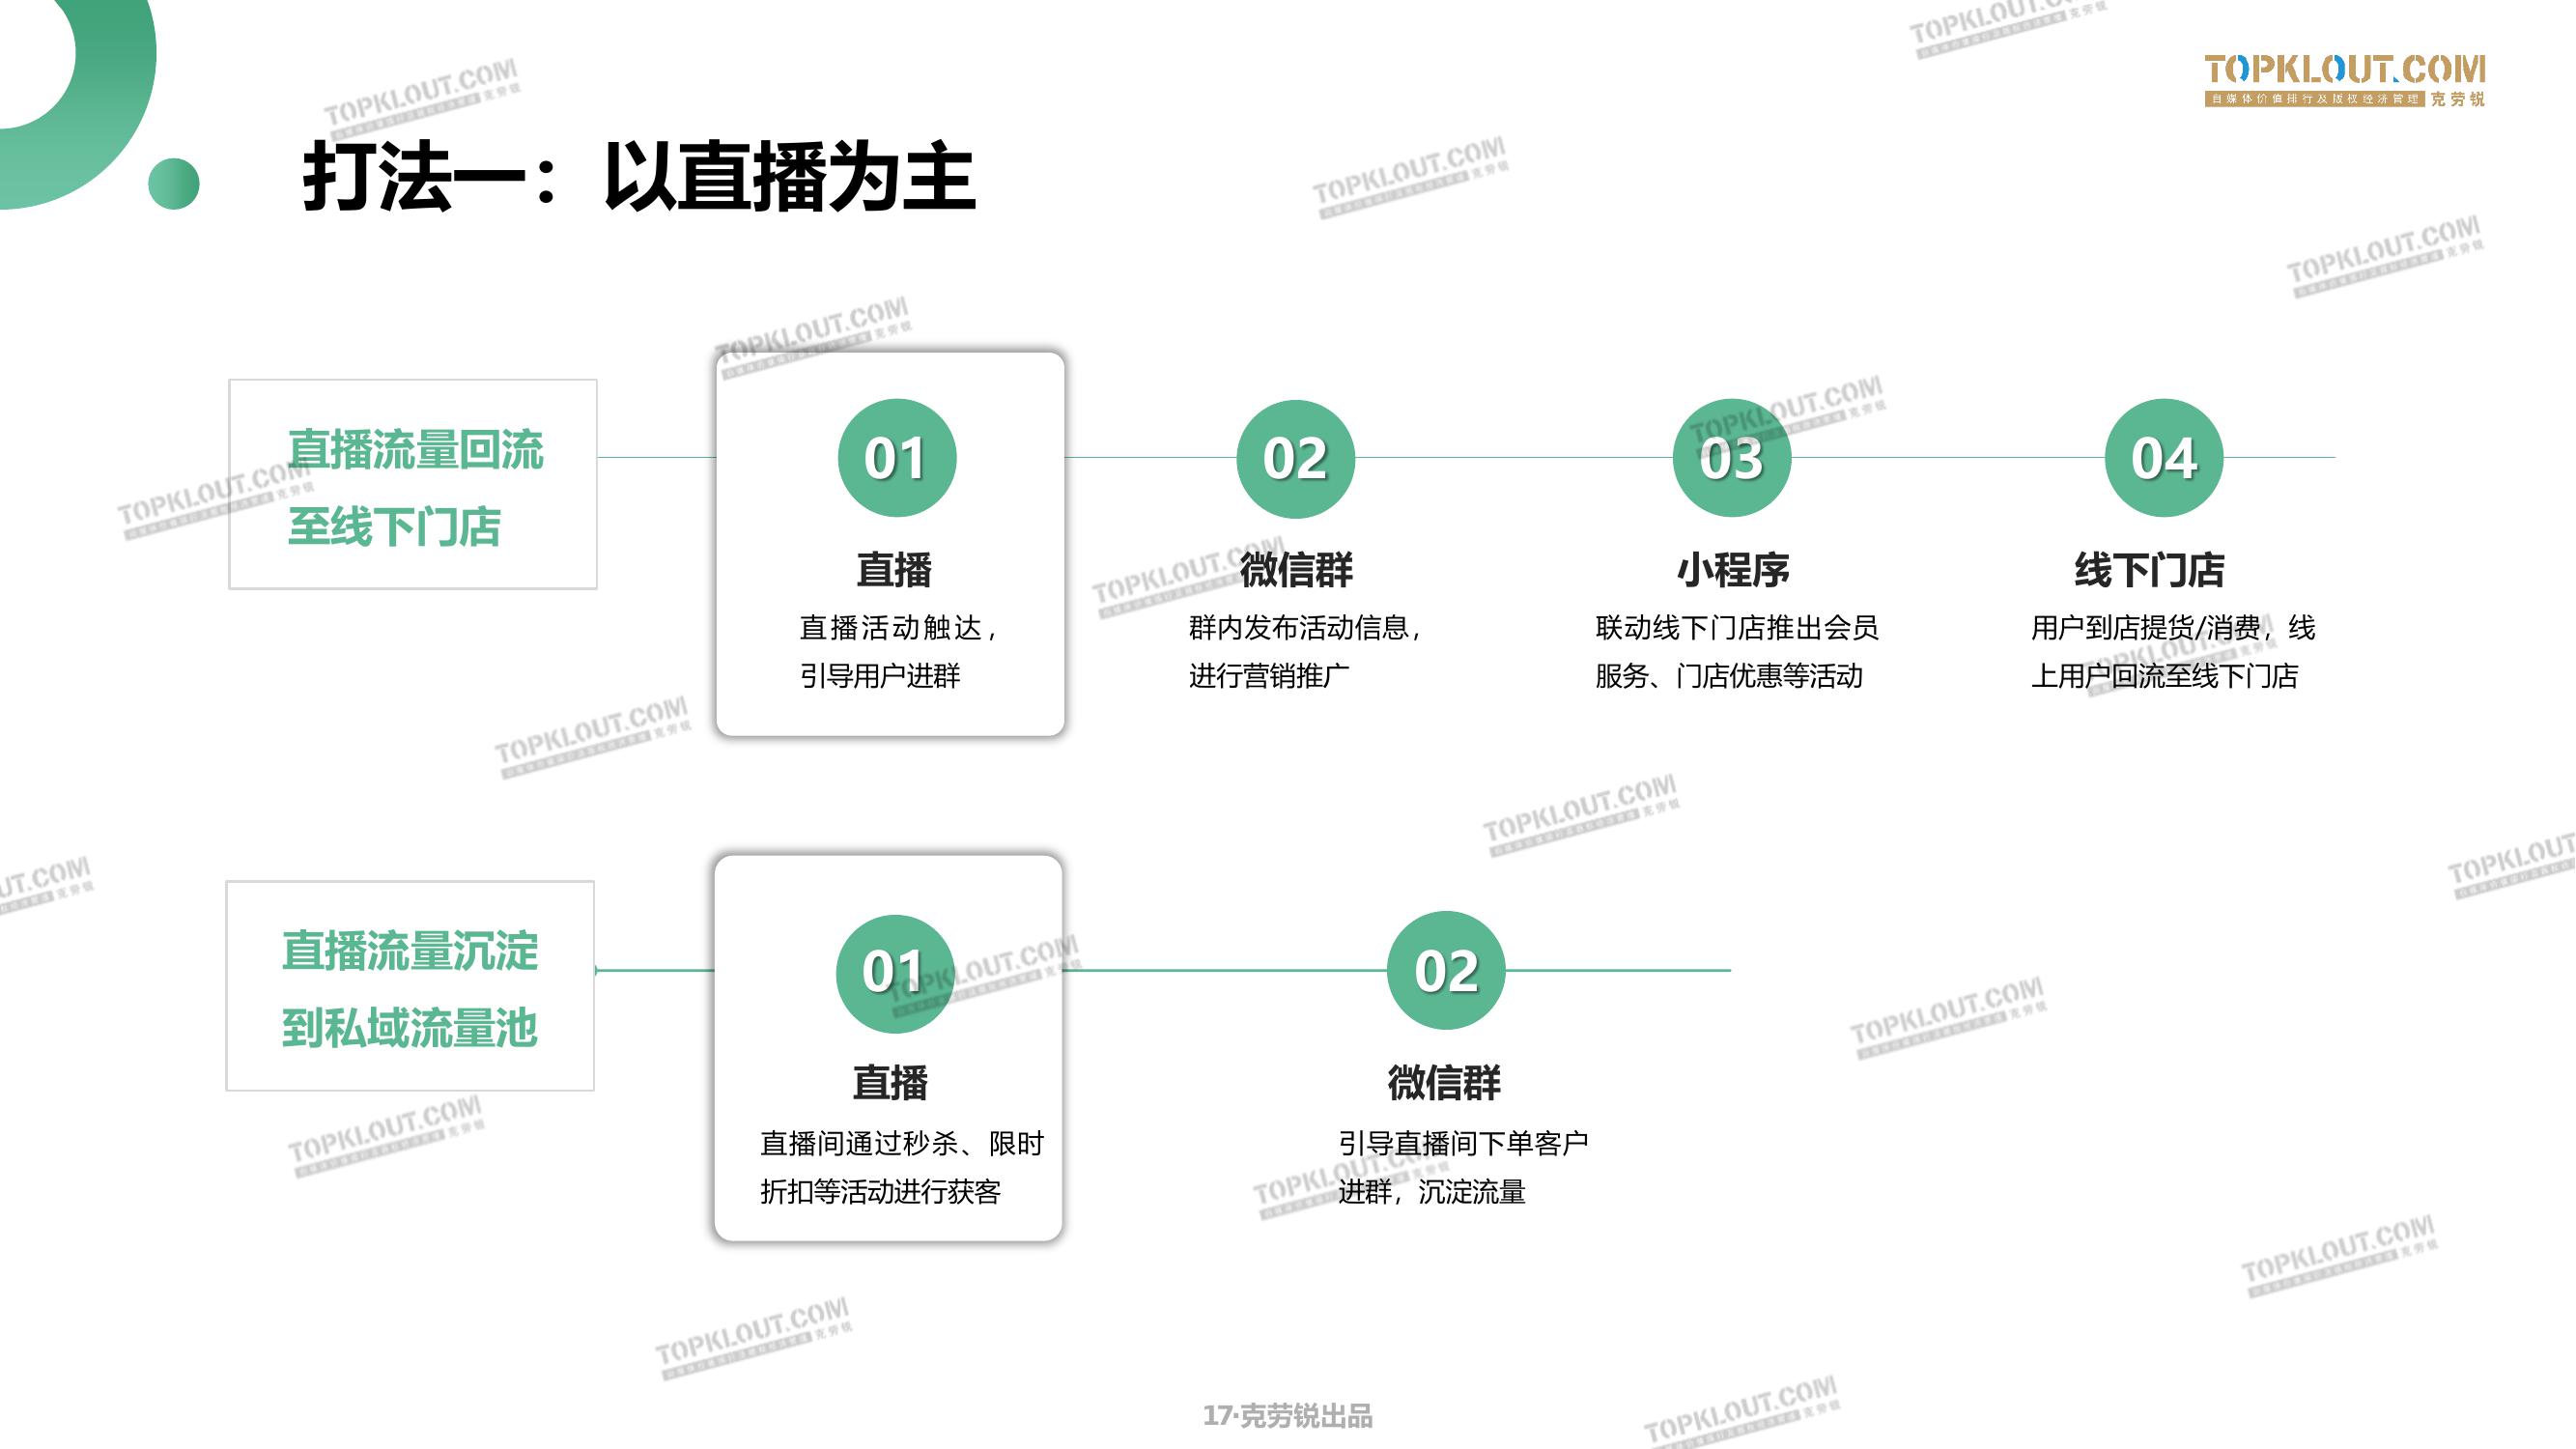 TOPKLOUT.COM
自媒体价值排行及版权经济管理 克劳锐
打法一：以直播为主
直播流量回流
至线下门店
01
直播
直播活动触达，
引导用户进群
02
微信群
群内发布活动信息，
进行营销推广
03
小程序
联动线下门店推出会员
服务、门店优惠等活动
04
线下门店
用户到店提货/消费，线
上用户回流至线下门店
直播流量沉淀
到私域流量池
01
直播
直播间通过秒杀、限时
折扣等活动进行获客
02
微信群
引导直播间下单客户
进群，沉淀流量
17·克劳锐出品